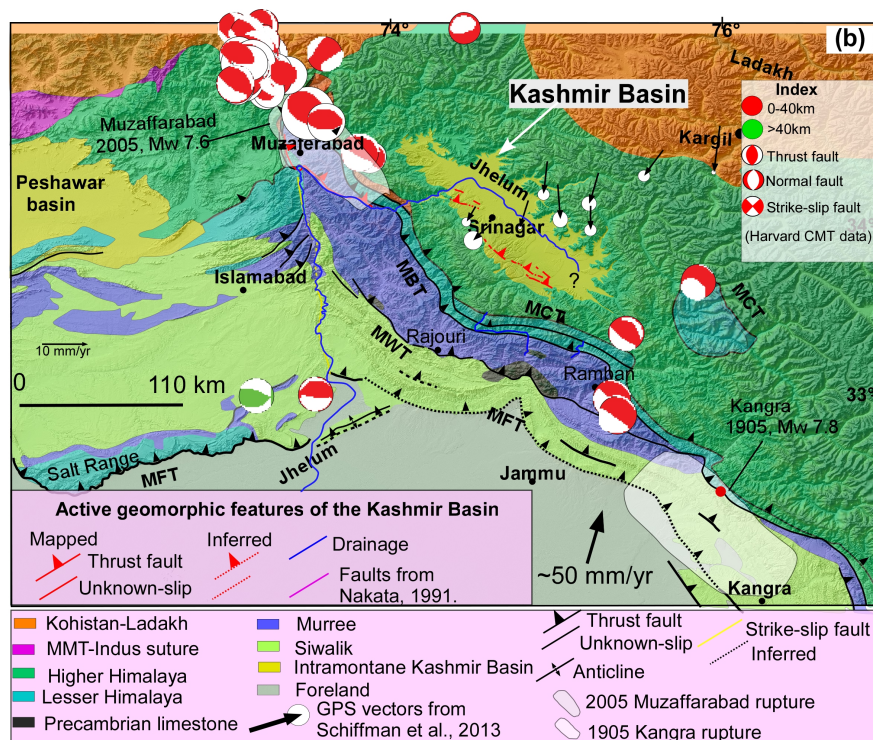 74°
76°
(b)
Ladakh
Index
0-40km
>40km
Thrust fault
Normal fault
Strike-slip fault
(Harvard CMT data)
Kashmir Basin
Kargil
Muzaffarabad
2005, Mw 7.6
Muzaferabad
Jhelum
Peshawar
basin
Srinagar
34°
?
Islamabad
MBT
MCT
MCT
10 mm/yr
MWT
Rajouri
0
110 km
Ramban
33°
Kangra
1905, Mw 7.8
MFT
Salt Range
MFT
Jhelum
Jammu
~50 mm/yr
Kangra
Active geomorphic features of the Kashmir Basin
Mapped
Inferred
Thrust fault
Drainage
Unknown-slip
Faults from
Nakata, 1991.
Kohistan-Ladakh
MMT-Indus suture
Higher Himalaya
Lesser Himalaya
Precambrian limestone
Murree
Siwalik
Intramontane Kashmir Basin
Foreland
GPS vectors from
Schiffman et al., 2013
Thrust fault
Unknown-slip
Anticline
Strike-slip fault
Inferred
2005 Muzaffarabad rupture
1905 Kangra rupture